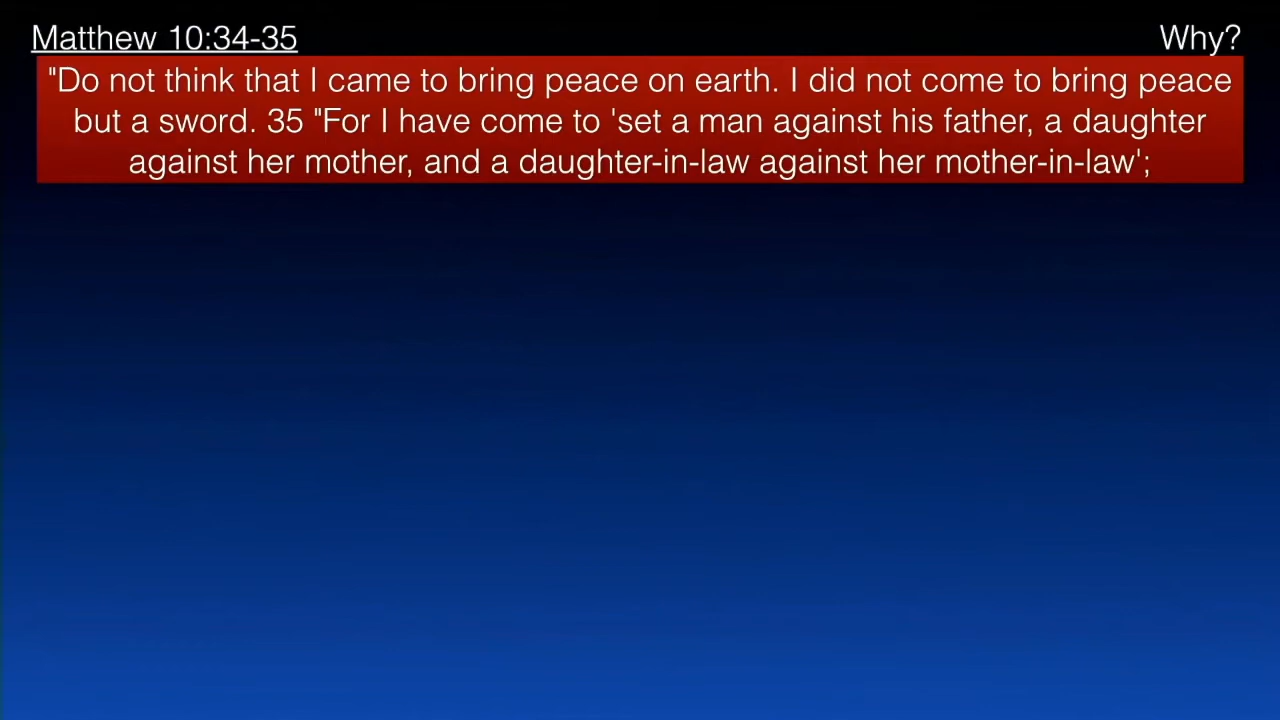 Matthew 10:34-35
Why?
"Do not think that I came to bring peace on earth. I did not come to bring peace
but a sword. 35 "For I have come to 'set a man against his father, a daughter
against her mother, and a daughter-in-law against her mother-in-law';